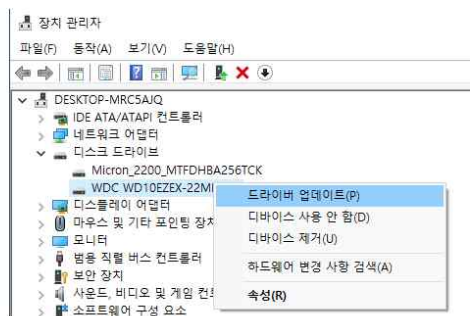 장치 관리자
파일(F) 동작(A) 보기(V) 도움말(H)
DESKTOP-MRC5AJQ
IDE ATA/ATAPI 컨트롤러
네트워크 어댑터
디스크 드라이브
Micron_2200_MTFDHBA256TCK
WDC WD10EZEX-22M
드라이버 업데이트(P)
디스플레이 어댑터
디바이스 사용 안 함(D)
마우스 및 기타 포인팅 장치
디바이스 제거(U)
모니터
범용 직렬 버스 컨트롤러
하드웨어 변경 사항 검색(A)
보안 장치
사운드, 비디오 및 게임 컨트
속성(R)
소프트웨어 구성 요소